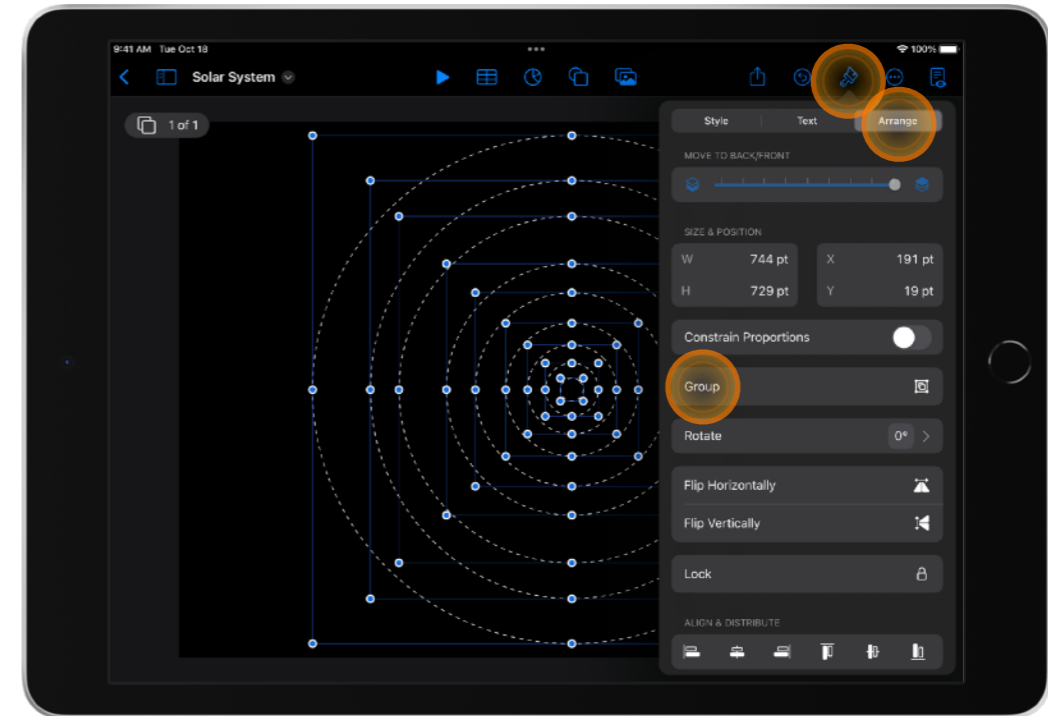 9:41 AM Tue Oct 18
100%
Solar System
1 of 1
Style Text Arrange
MOVE TO BACK/FRONT
SIZE & POSITION
W 744 pt X 191 pt
H 729 pt Y 19 pt
Constrain Proportions
Group
Rotate 0°
Flip Horizontally
Flip Vertically
Lock
ALIGN & DISTRIBUTE